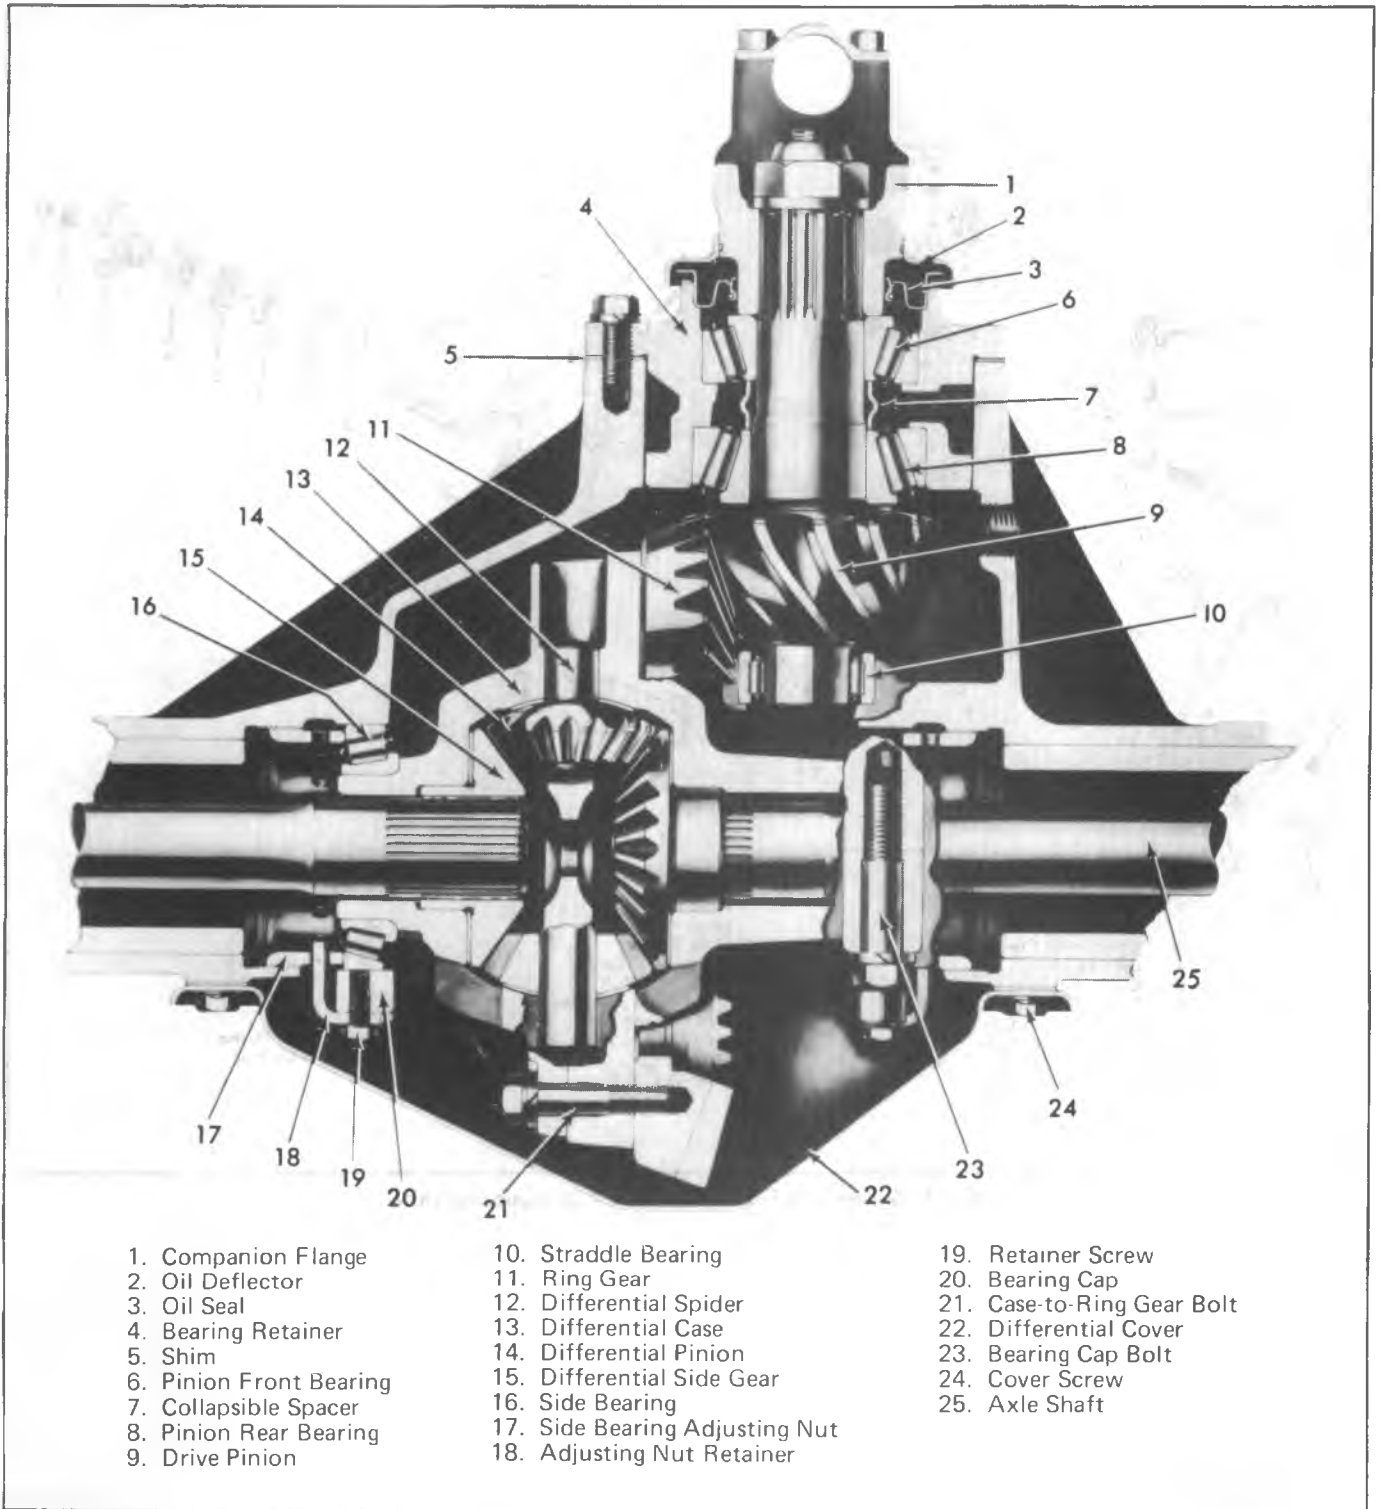 1
2
3
4
6
5
7
11
12
8
13
14
9
15
16
10
25
17
24
18
19
20
23
22
21
1. Companion Flange
2. Oil Deflector
3. Oil Seal
4. Bearing Retainer
5. Shim
6. Pinion Front Bearing
7. Collapsible Spacer
8. Pinion Rear Bearing
9. Drive Pinion
10. Straddle Bearing
11. Ring Gear
12. Differential Spider
13. Differential Case
14. Differential Pinion
15. Differential Side Gear
16. Side Bearing
17. Side Bearing Adjusting Nut
18. Adjusting Nut Retainer
19. Retainer Screw
20. Bearing Cap
21. Case-to-Ring Gear Bolt
22. Differential Cover
23. Bearing Cap Bolt
24. Cover Screw
25. Axle Shaft